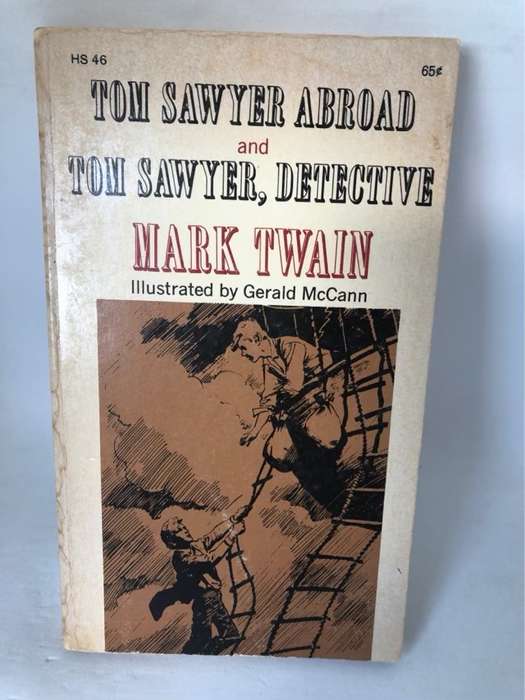 HS 46
65¢
TOM SAWYER ABROAD
and
TOM SAWYER, DETECTIVE
MARK TWAIN
Illustrated by Gerald McCann